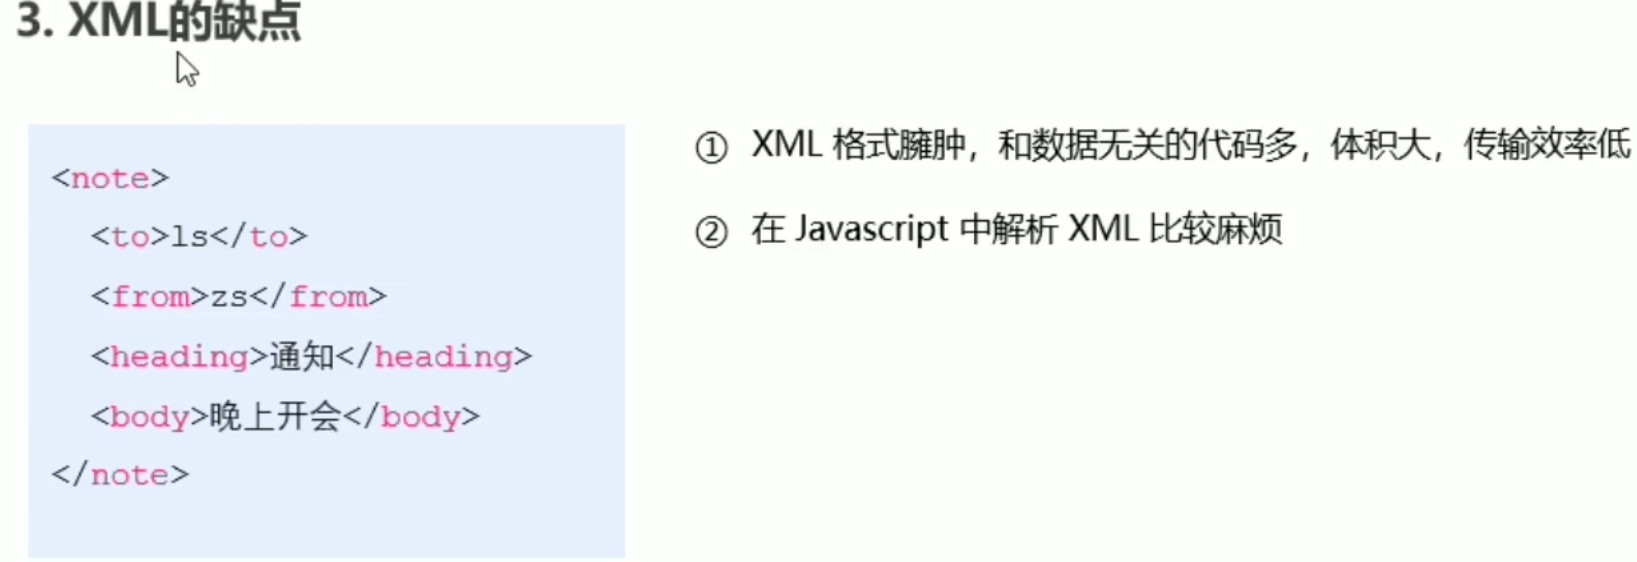 3. XML的缺点
<note>
<to>ls</to>
<from>zs</from>
<heading>通知</heading>
<body>晚上开会</body>
</note>
① XML 格式臃肿，和数据无关的代码多，体积大，传输效率低
② 在 Javascript 中解析 XML 比较麻烦